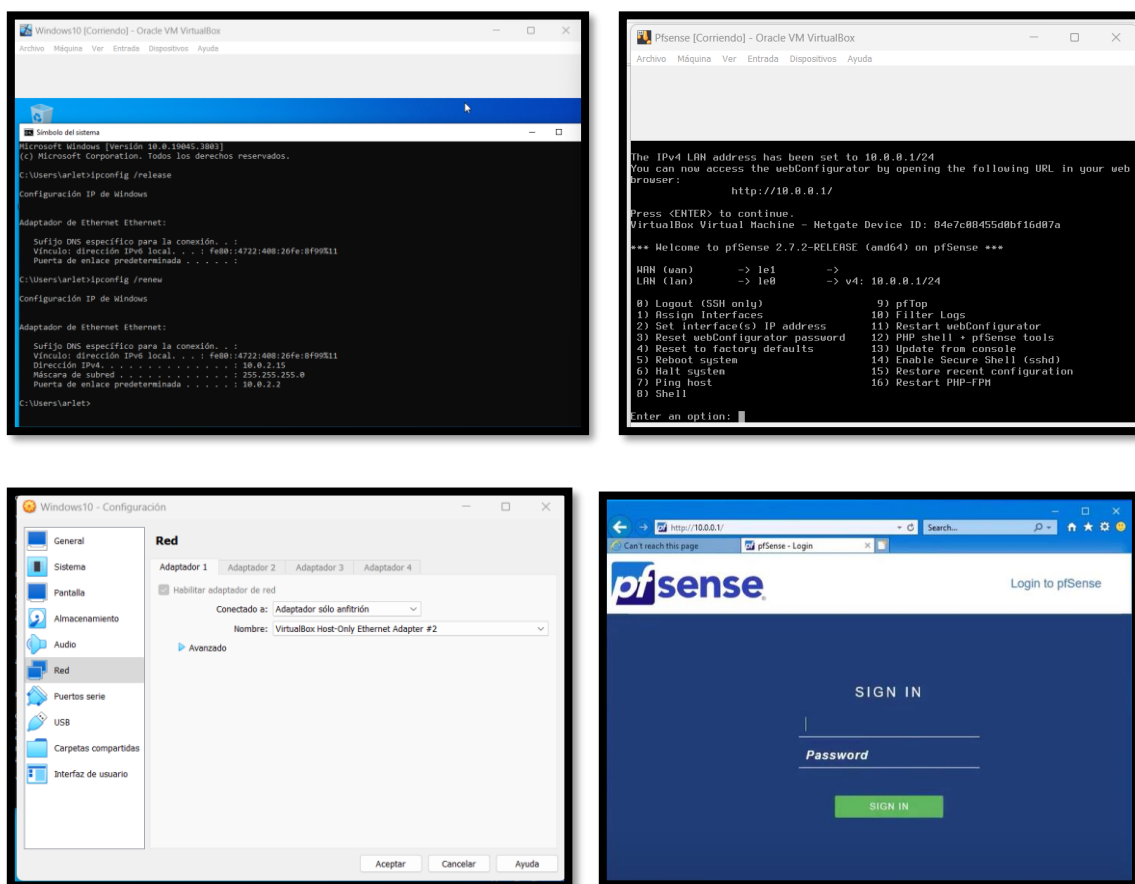 Windows10 [Corriendo] - Oracle VM VirtualBox
Archivo Máquina Ver Entrada Dispositivos Ayuda
Símbolo del sistema
Microsoft Windows [Versión 10.0.19045.3803]
(c) Microsoft Corporation. Todos los derechos reservados.
C:\Users\arlet>ipconfig /release
Configuración IP de Windows
Adaptador de Ethernet Ethernet:
Sufijo DNS específico para la conexión. . :
Vínculo: dirección IPv6 local. . . : fe80::4722:408:26fe:8f99%11
Puerta de enlace predeterminada . . . . . :
C:\Users\arlet>ipconfig /renew
Configuración IP de Windows
Adaptador de Ethernet Ethernet:
Sufijo DNS específico para la conexión. . :
Vínculo: dirección IPv6 local. . . : fe80::4722:408:26fe:8f99%11
Dirección IPv4. . . . . . . . . . . . . . : 10.0.2.15
Máscara de subred . . . . . . . . . . . . : 255.255.255.0
Puerta de enlace predeterminada . . . . . : 10.0.2.2
C:\Users\arlet>
Pfsense [Corriendo] - Oracle VM VirtualBox
Archivo Máquina Ver Entrada Dispositivos Ayuda
The IPv4 LAN address has been set to 10.0.0.1/24
You can now access the webConfigurator by opening the following URL in your web
browser:
http://10.0.0.1/
Press <ENTER> to continue.
VirtualBox Virtual Machine - Netgate Device ID: 84e7c08455d0bf16d07a
*** Welcome to pfSense 2.7.2-RELEASE (amd64) on pfSense ***
WAN (wan) -> le1 ->
LAN (lan) -> le0 -> v4: 10.0.0.1/24
0) Logout (SSH only) 9) pfTop
1) Assign Interfaces 10) Filter Logs
2) Set interface(s) IP address 11) Restart webConfigurator
3) Reset webConfigurator password 12) PHP shell + pfSense tools
4) Reset to factory defaults 13) Update from console
5) Reboot system 14) Enable Secure Shell (sshd)
6) Halt system 15) Restore recent configuration
7) Ping host 16) Restart PHP-FPM
8) Shell
Enter an option:
Windows10 - Configuración
General
Sistema
Pantalla
Almacenamiento
Audio
Red
Puertos serie
USB
Carpetas compartidas
Interfaz de usuario
Red
Adaptador 1 Adaptador 2 Adaptador 3 Adaptador 4
Habilitar adaptador de red
Conectado a: Adaptador sólo anfitrión
Nombre: VirtualBox Host-Only Ethernet Adapter #2
Avanzado
Aceptar Cancelar Ayuda
http://10.0.0.1/ Search...
Can't reach this page pfSense - Login
pfsense Login to pfSense
SIGN IN
Password
SIGN IN